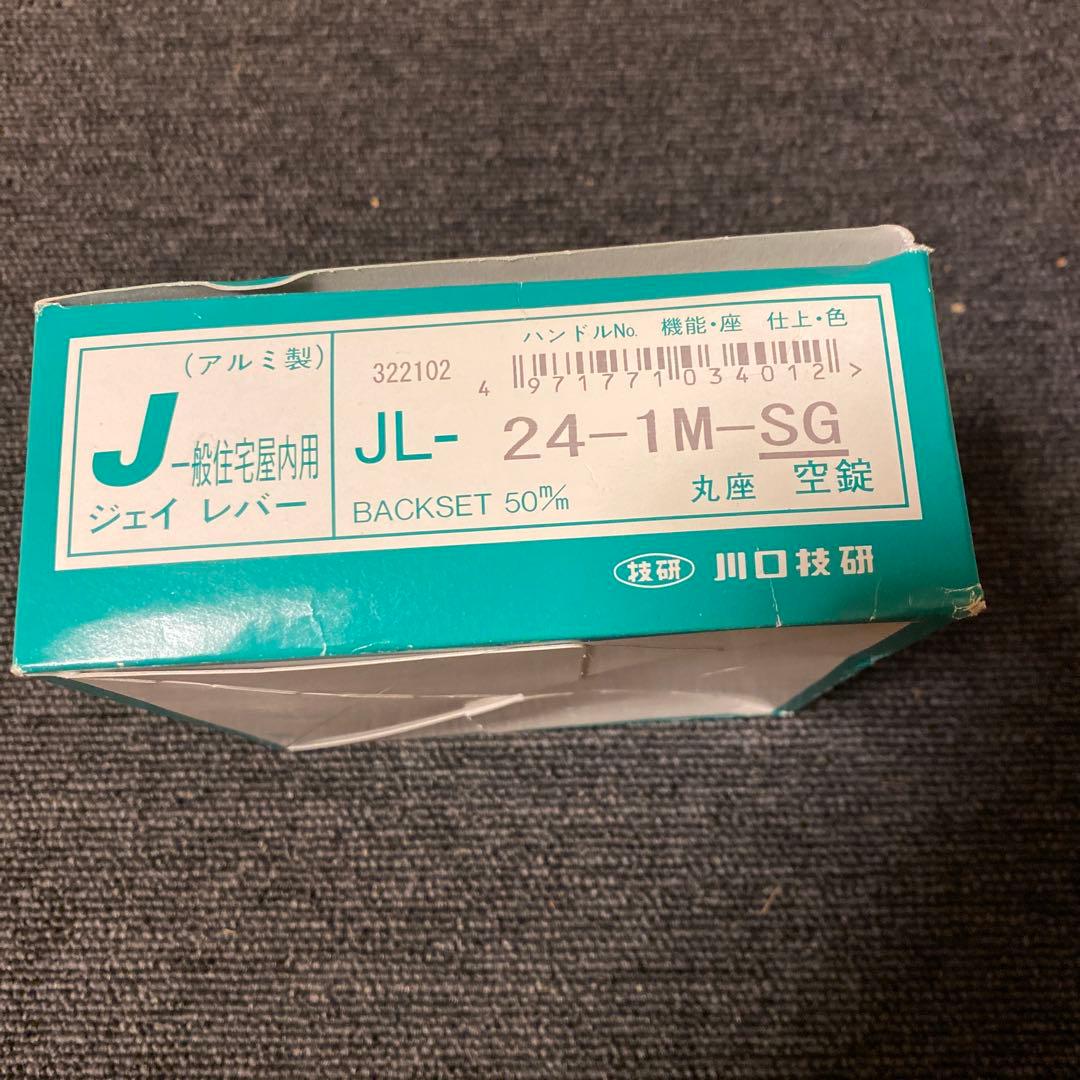 (アルミ製)
J 一般住宅屋内用
ジェイ レバー
ハンドルNo. 機能・座 仕上・色
322102
4 971771 034012 >
JL- 24-1M-SG
BACKSET 50m/m 丸座 空錠
技研 川口技研